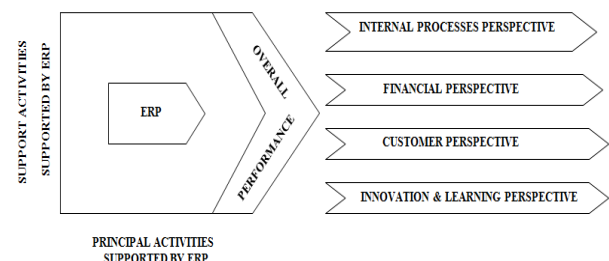 SUPPORT ACTIVITIES
SUPPORTED BY ERP
ERP
OVERALL
PERFORMANCE
INTERNAL PROCESSES PERSPECTIVE
FINANCIAL PERSPECTIVE
CUSTOMER PERSPECTIVE
INNOVATION & LEARNING PERSPECTIVE
PRINCIPAL ACTIVITIES
SUPPORTED BY ERP